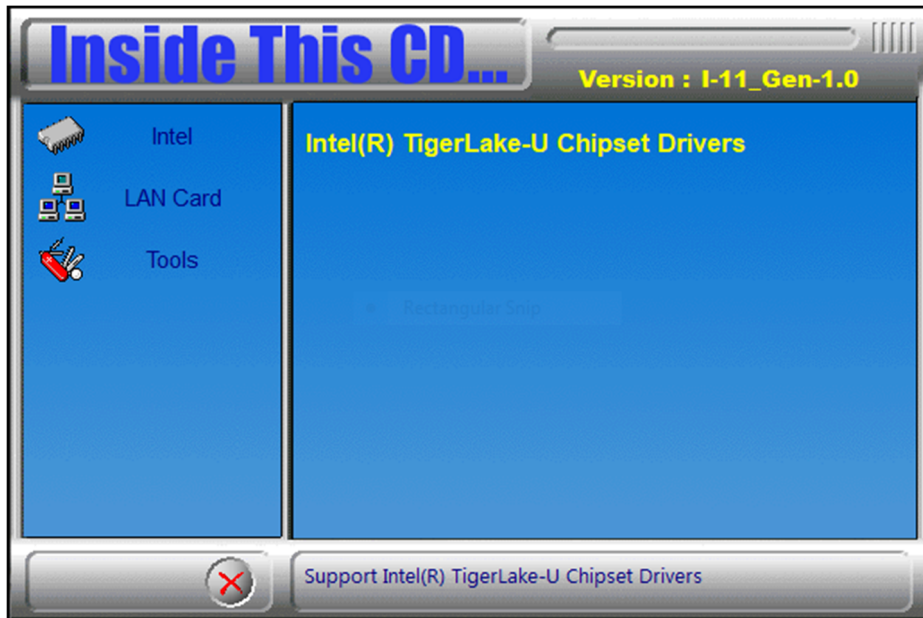 Inside This CD...
Version : I-11_Gen-1.0
Intel
LAN Card
Tools
Intel(R) TigerLake-U Chipset Drivers
Rectangular Snip
Support Intel(R) TigerLake-U Chipset Drivers